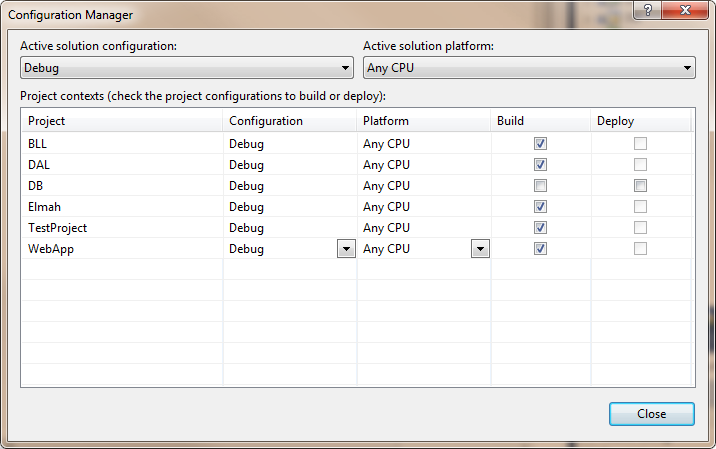 Configuration Manager
?
Active solution configuration: Active solution platform:
Debug Any CPU
Project contexts (check the project configurations to build or deploy):
Project Configuration Platform Build Deploy
BLL Debug Any CPU
DAL Debug Any CPU
DB Debug Any CPU
Elmah Debug Any CPU
TestProject Debug Any CPU
WebApp Debug Any CPU
Close